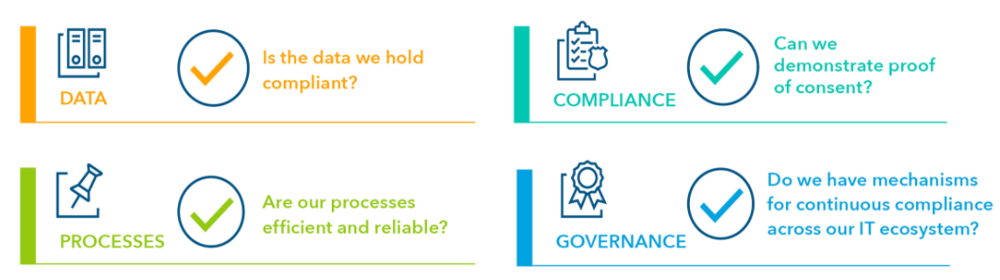 DATA
Is the data we hold
compliant?
COMPLIANCE
Can we
demonstrate proof
of consent?
PROCESSES
Are our processes
efficient and reliable?
GOVERNANCE
Do we have mechanisms
for continuous compliance
across our IT ecosystem?